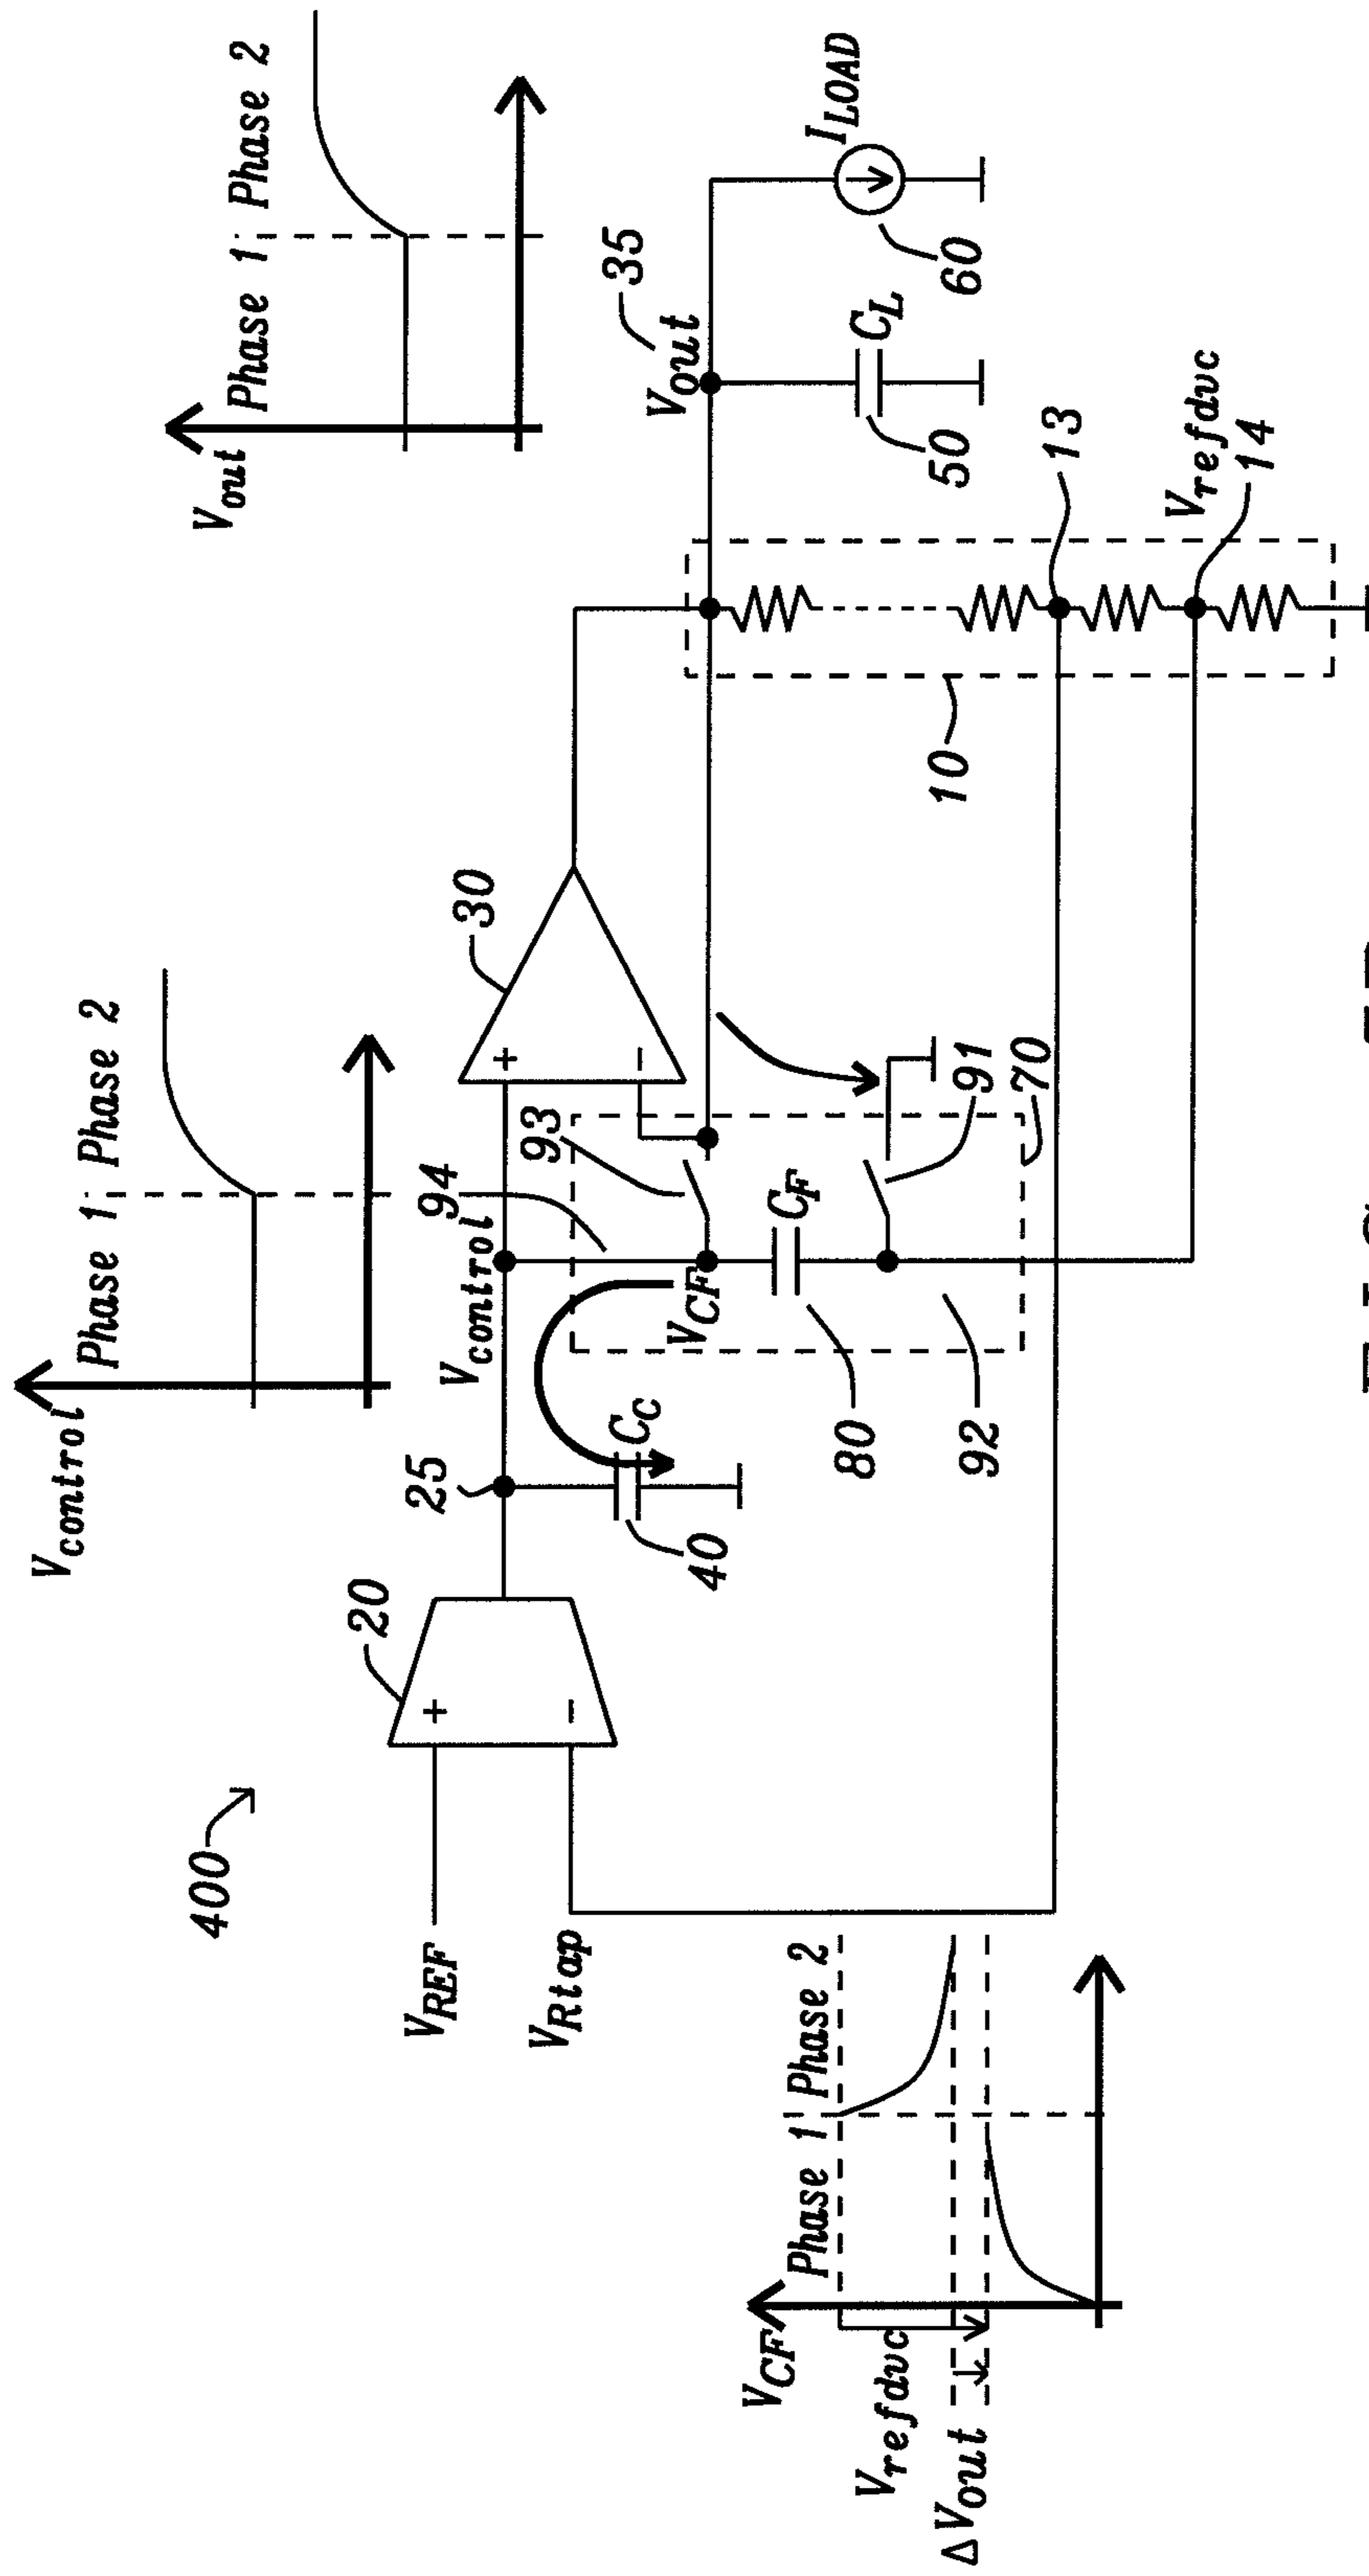 400
V_control
Phase 1 Phase 2
V_out
Phase 1 Phase 2
20
+
-
V_REF
V_Rtap
25
V_control
94
93
30
+
-
V_out
35
40
C_C
V_CF
C_F
80
91
70
92
50
C_L
60
I_LOAD
10
13
V_refdvc
14
V_CF
Phase 1 Phase 2
V_refdvc
ΔV_out